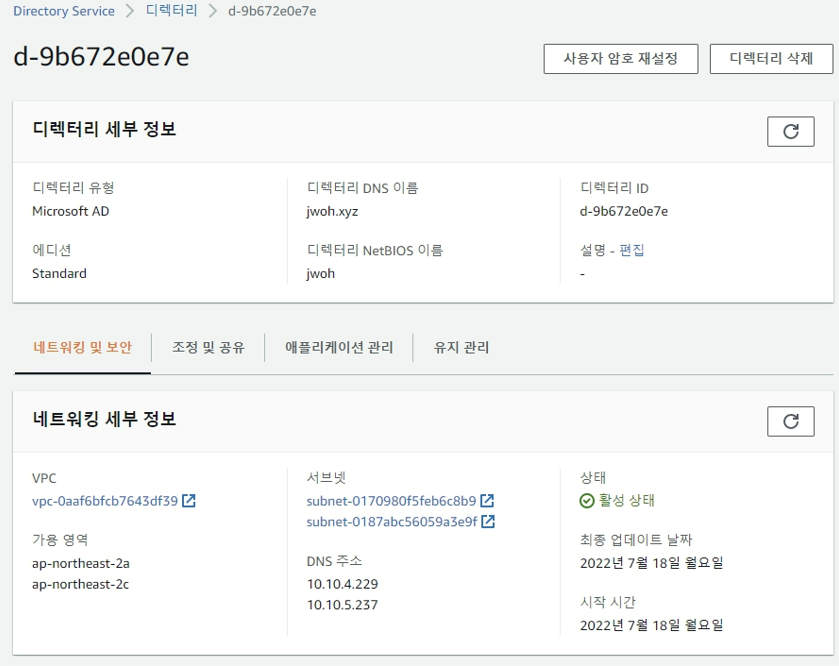 Directory Service > 디렉터리 > d-9b672e0e7e
d-9b672e0e7e
사용자 암호 재설정
디렉터리 삭제
디렉터리 세부 정보
디렉터리 유형
Microsoft AD
에디션
Standard
디렉터리 DNS 이름
jwoh.xyz
디렉터리 NetBIOS 이름
jwoh
디렉터리 ID
d-9b672e0e7e
설명 - 편집
-
네트워킹 및 보안
조정 및 공유
애플리케이션 관리
유지 관리
네트워킹 세부 정보
VPC
vpc-0aaf6bfcb7643df39
가용 영역
ap-northeast-2a
ap-northeast-2c
서브넷
subnet-0170980f5feb6c8b9
subnet-0187abc56059a3e9f
DNS 주소
10.10.4.229
10.10.5.237
상태
활성 상태
최종 업데이트 날짜
2022년 7월 18일 월요일
시작 시간
2022년 7월 18일 월요일